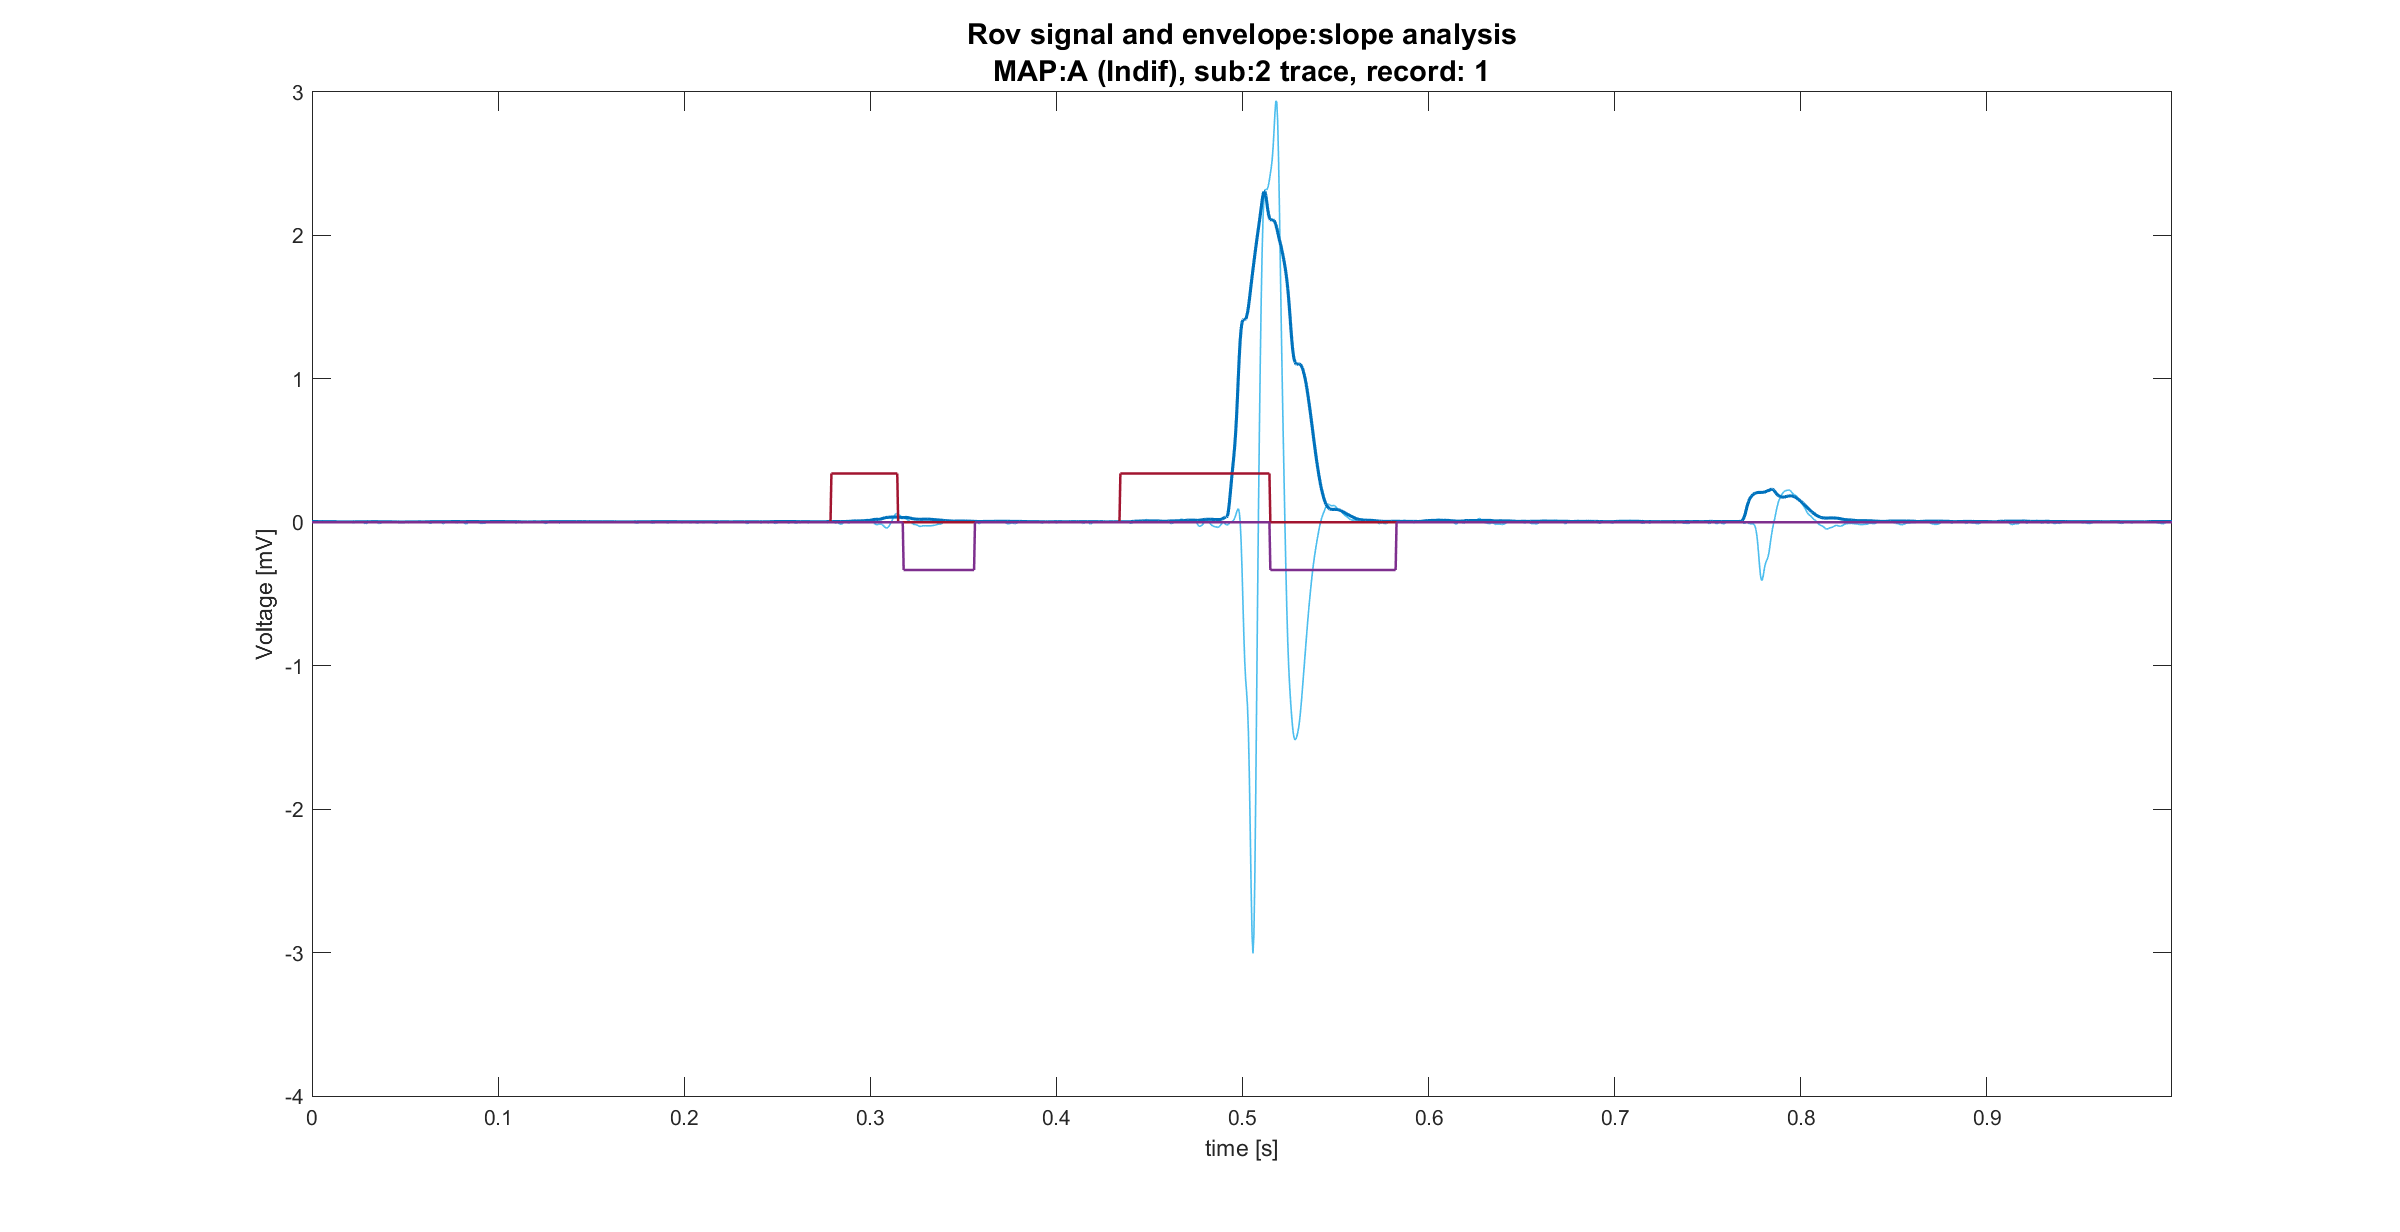 Rov signal and envelope:slope analysis
MAP:A (Indif), sub:2 trace, record: 1
3
2
1
0
-1
-2
-3
-4
Voltage [mV]
0 0.1 0.2 0.3 0.4 0.5 0.6 0.7 0.8 0.9
time [s]